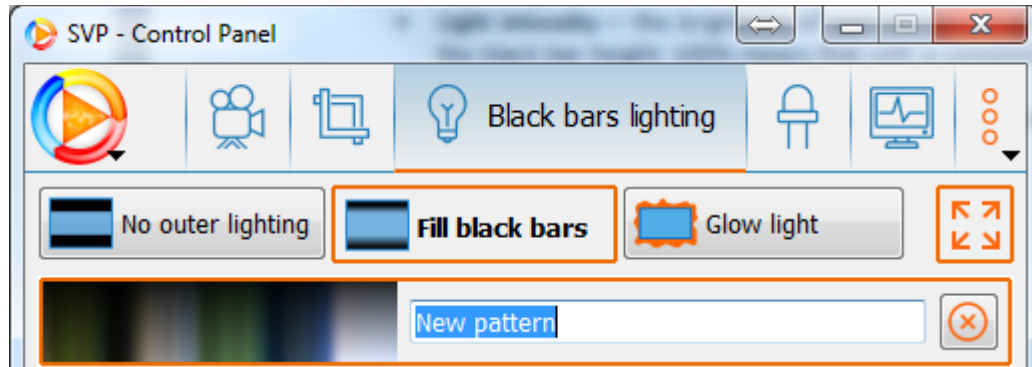 SVP - Control Panel
Black bars lighting
No outer lighting
Fill black bars
Glow light
New pattern